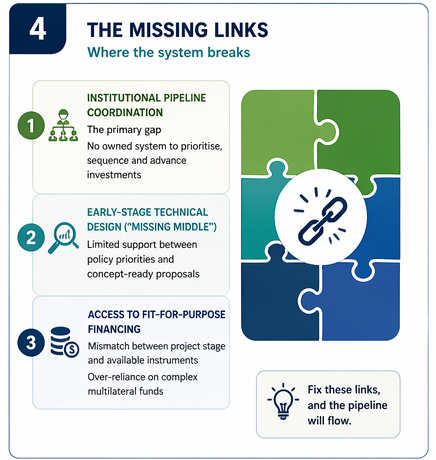 4
THE MISSING LINKS
Where the system breaks
1
INSTITUTIONAL PIPELINE
COORDINATION
The primary gap
No owned system to prioritise,
sequence and advance
investments
2
EARLY-STAGE TECHNICAL
DESIGN ("MISSING MIDDLE")
Limited support between
policy priorities and
concept-ready proposals
3
ACCESS TO FIT-FOR-PURPOSE
FINANCING
Mismatch between project stage
and available instruments
Over-reliance on complex
multilateral funds
$
Fix these links,
and the pipeline
will flow.